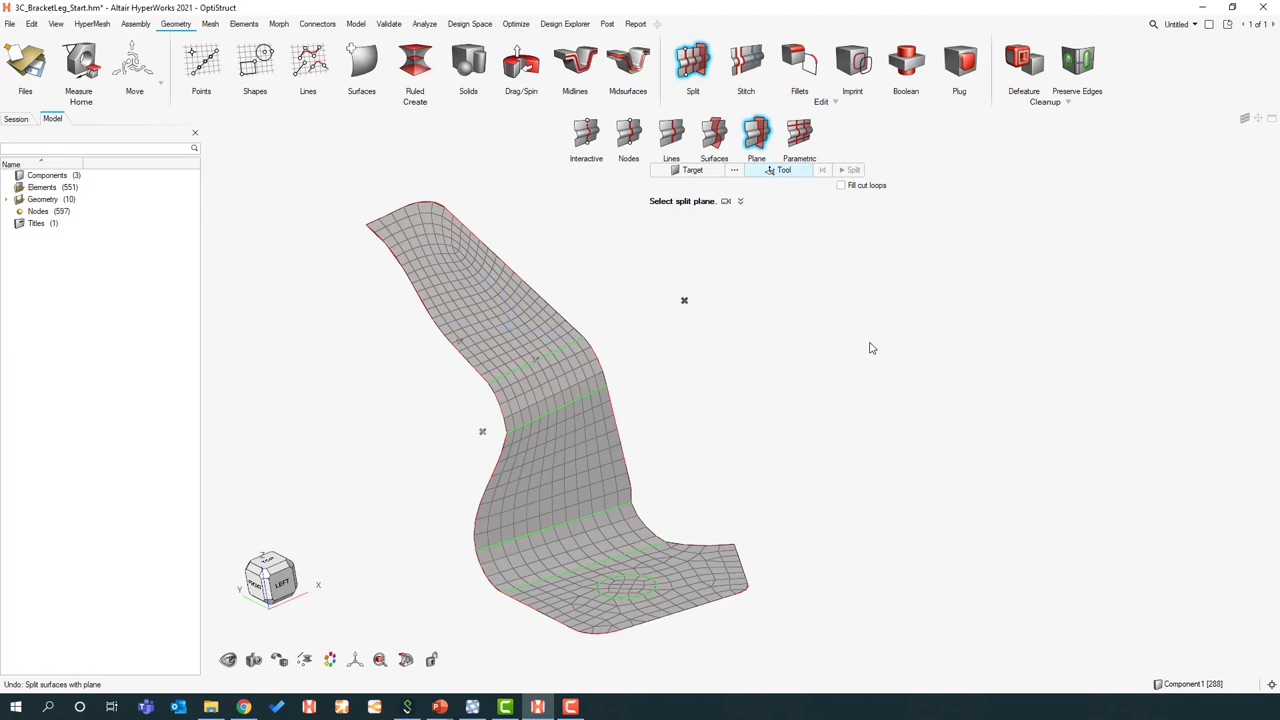 3C_BracketLeg_Start.hm* - Altair HyperWorks 2021 - OptiStruct
File Edit View HyperMesh Assembly Geometry Mesh Elements Morph Connectors Model Validate Analyze Design Space Optimize Design Explorer Post Report Untitled 1 of 1
Files Measure Move Points Shapes Lines Surfaces Ruled Solids Drag/Spin Midlines Midsurfaces Split Stitch Fillets Imprint Boolean Plug Defeature Preserve Edges
Home Create Edit Cleanup
Session Model
Interactive Nodes Lines Surfaces Plane Parametric
Target ... Tool Split
Fill cut loops
Select split plane.
Name
Components (3)
Elements (551)
Geometry (10)
Nodes (597)
Titles (1)
Z
TOP
LEFT
Y
X
Undo: Split surfaces with plane
Component1 [288]